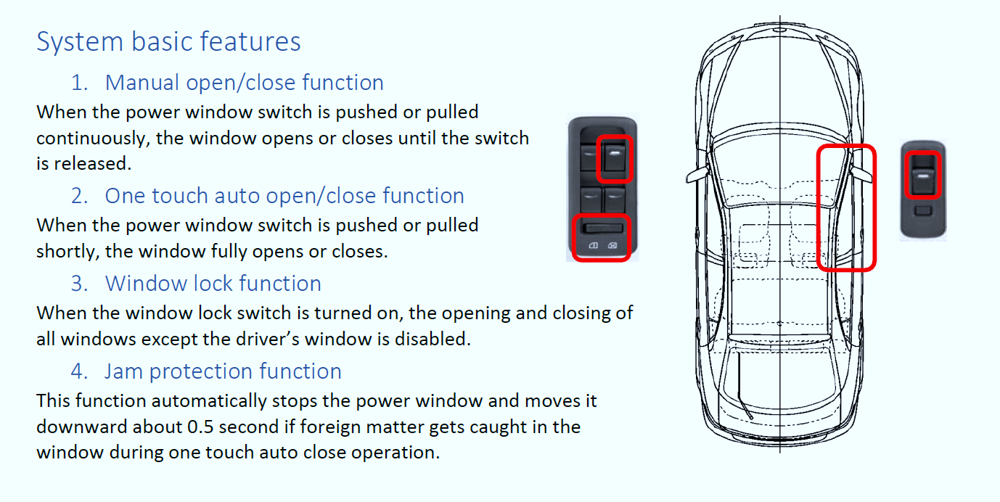 System basic features
1. Manual open/close function
When the power window switch is pushed or pulled
continuously, the window opens or closes until the switch
is released.
2. One touch auto open/close function
When the power window switch is pushed or pulled
shortly, the window fully opens or closes.
3. Window lock function
When the window lock switch is turned on, the opening and closing of
all windows except the driver’s window is disabled.
4. Jam protection function
This function automatically stops the power window and moves it
downward about 0.5 second if foreign matter gets caught in the
window during one touch auto close operation.